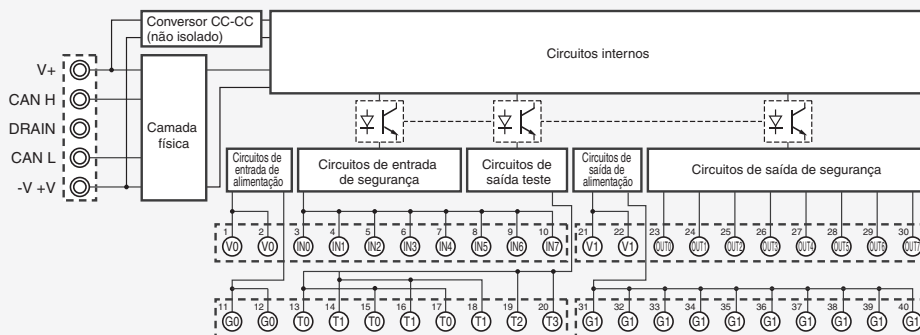 Conversor CC-CC
(não isolado)
Circuitos internos
V+
CAN H
DRAIN
CAN L
-V +V
Camada
física
Circuitos de
entrada de
alimentação
Circuitos de entrada
de segurança
Circuitos de
saída teste
Circuitos de
saída de
alimentação
Circuitos de saída de segurança
1 2 3 4 5 6 7 8 9 10 21 22 23 24 25 26 27 28 29 30
V0 V0 IN0 IN1 IN2 IN3 IN4 IN5 IN6 IN7 V1 V1 OUT0 OUT1 OUT2 OUT3 OUT4 OUT5 OUT6 OUT7
11 12 13 14 15 16 17 18 19 20 31 32 33 34 35 36 37 38 39 40
G0 G0 T0 T1 T0 T1 T0 T1 T2 T3 G1 G1 G1 G1 G1 G1 G1 G1 G1 G1